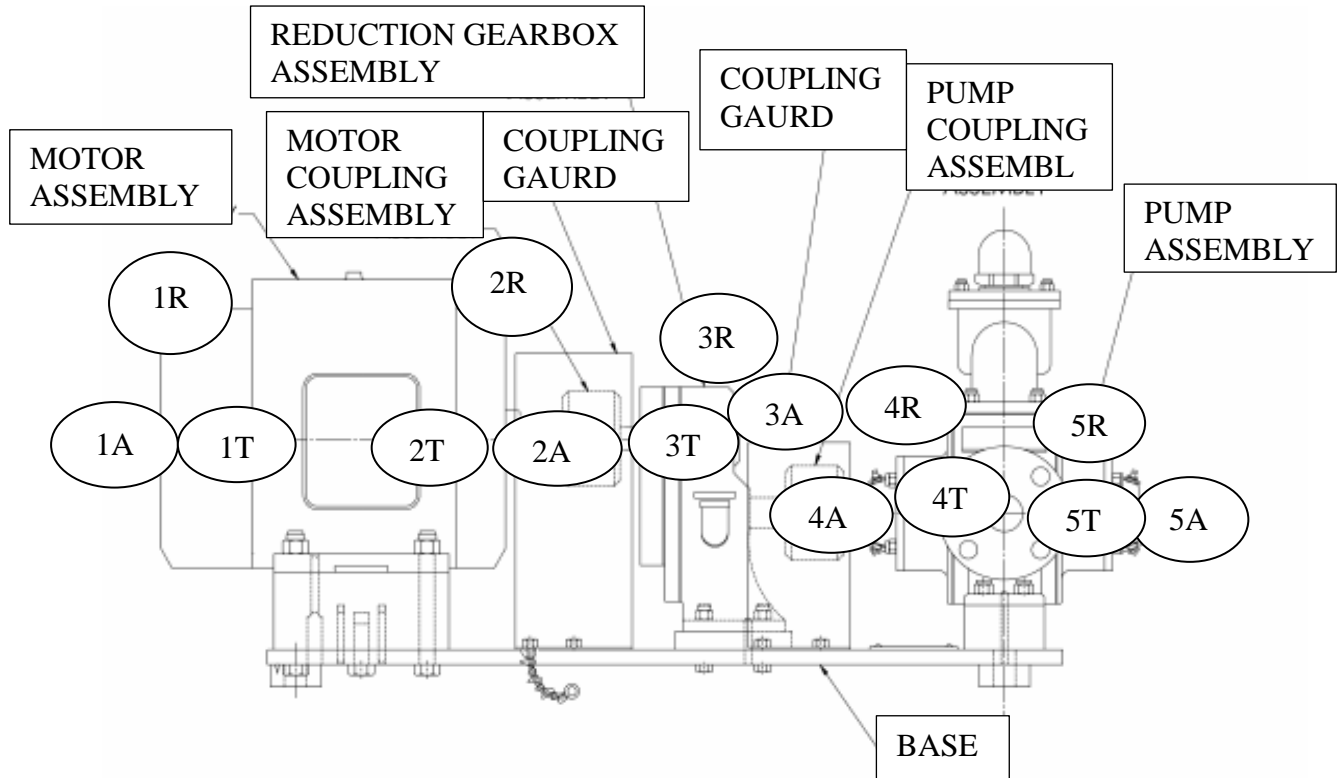 REDUCTION GEARBOX
ASSEMBLY
COUPLING
GAURD
PUMP
COUPLING
ASSEMBL
MOTOR
ASSEMBLY
MOTOR
COUPLING
ASSEMBLY
COUPLING
GAURD
PUMP
ASSEMBLY
1R
2R
3R
1A
1T
2T
2A
3T
3A
4R
5R
4A
4T
5T
5A
BASE